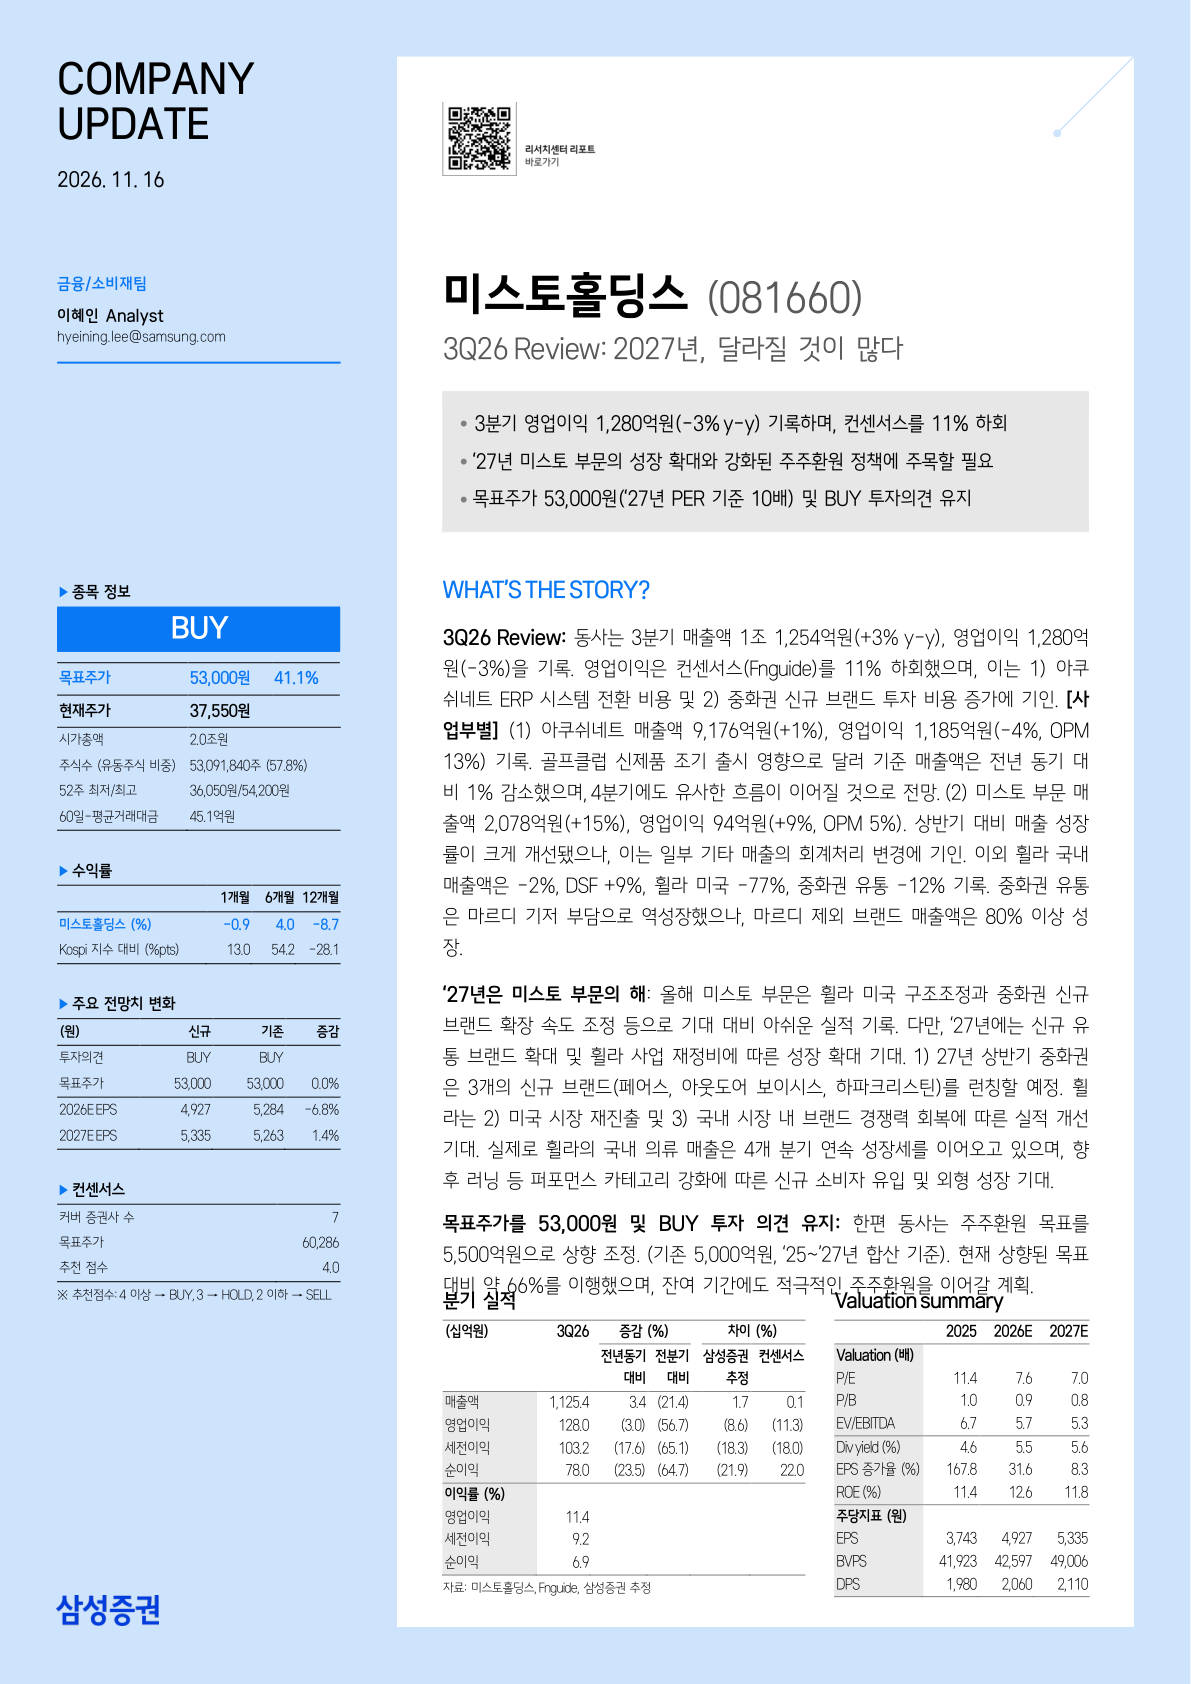 COMPANY
UPDATE
2026. 11. 16
금융/소비재팀
이혜인 Analyst
hyeining.lee@samsung.com
▶ 종목 정보
BUY
목표주가 53,000원 41.1%
현재주가 37,550원
시가총액 2.0조원
주식수 (유동주식 비중) 53,091,840주 (57.8%)
52주 최저/최고 36,050원/54,200원
60일-평균거래대금 45.1억원
▶ 수익률
1개월 6개월 12개월
미스토홀딩스 (%) -0.9 4.0 -8.7
Kospi 지수 대비 (%pts) 13.0 54.2 -28.1
▶ 주요 전망치 변화
(원) 신규 기존 증감
투자의견 BUY BUY
목표주가 53,000 53,000 0.0%
2026E EPS 4,927 5,284 -6.8%
2027E EPS 5,335 5,263 1.4%
▶ 컨센서스
커버 증권사 수 7
목표주가 60,286
추천 점수 4.0
※ 추천점수: 4 이상 → BUY, 3 → HOLD, 2 이하 → SELL
삼성증권
리서치센터 리포트
바로가기
미스토홀딩스 (081660)
3Q26 Review: 2027년, 달라질 것이 많다
• 3분기 영업이익 1,280억원(-3% y-y) 기록하며, 컨센서스를 11% 하회
• ‘27년 미스토 부문의 성장 확대와 강화된 주주환원 정책에 주목할 필요
• 목표주가 53,000원(‘27년 PER 기준 10배) 및 BUY 투자의견 유지
WHAT’S THE STORY?
3Q26 Review: 동사는 3분기 매출액 1조 1,254억원(+3% y-y), 영업이익 1,280억
원(-3%)을 기록. 영업이익은 컨센서스(Fnguide)를 11% 하회했으며, 이는 1) 아쿠
쉬네트 ERP 시스템 전환 비용 및 2) 중화권 신규 브랜드 투자 비용 증가에 기인. [사
업부별] (1) 아쿠쉬네트 매출액 9,176억원(+1%), 영업이익 1,185억원(-4%, OPM
13%) 기록. 골프클럽 신제품 조기 출시 영향으로 달러 기준 매출액은 전년 동기 대
비 1% 감소했으며, 4분기에도 유사한 흐름이 이어질 것으로 전망. (2) 미스토 부문 매
출액 2,078억원(+15%), 영업이익 94억원(+9%, OPM 5%). 상반기 대비 매출 성장
률이 크게 개선됐으나, 이는 일부 기타 매출의 회계처리 변경에 기인. 이외 휠라 국내
매출액은 -2%, DSF +9%, 휠라 미국 -77%, 중화권 유통 -12% 기록. 중화권 유통
은 마르디 기저 부담으로 역성장했으나, 마르디 제외 브랜드 매출액은 80% 이상 성
장.
‘27년은 미스토 부문의 해: 올해 미스토 부문은 휠라 미국 구조조정과 중화권 신규
브랜드 확장 속도 조정 등으로 기대 대비 아쉬운 실적 기록. 다만, ‘27년에는 신규 유
통 브랜드 확대 및 휠라 사업 재정비에 따른 성장 확대 기대. 1) 27년 상반기 중화권
은 3개의 신규 브랜드(페어스, 아웃도어 보이시스, 하파크리스틴)를 런칭할 예정. 휠
라는 2) 미국 시장 재진출 및 3) 국내 시장 내 브랜드 경쟁력 회복에 따른 실적 개선
기대. 실제로 휠라의 국내 의류 매출은 4개 분기 연속 성장세를 이어오고 있으며, 향
후 러닝 등 퍼포먼스 카테고리 강화에 따른 신규 소비자 유입 및 외형 성장 기대.
목표주가를 53,000원 및 BUY 투자 의견 유지: 한편 동사는 주주환원 목표를
5,500억원으로 상향 조정. (기존 5,000억원, ‘25~’27년 합산 기준). 현재 상향된 목표
대비 약 66%를 이행했으며, 잔여 기간에도 적극적인 주주환원을 이어갈 계획.
분기 실적
(십억원) 3Q26 증감 (%) 차이 (%)
전년동기 전분기 삼성증권 컨센서스
대비 대비 추정
매출액 1,125.4 3.4 (21.4) 1.7 0.1
영업이익 128.0 (3.0) (56.7) (8.6) (11.3)
세전이익 103.2 (17.6) (65.1) (18.3) (18.0)
순이익 78.0 (23.5) (64.7) (21.9) 22.0
이익률 (%)
영업이익 11.4
세전이익 9.2
순이익 6.9
자료: 미스토홀딩스, Fnguide, 삼성증권 추정
Valuation summary
2025 2026E 2027E
Valuation (배)
P/E 11.4 7.6 7.0
P/B 1.0 0.9 0.8
EV/EBITDA 6.7 5.7 5.3
Div yield (%) 4.6 5.5 5.6
EPS 증가율 (%) 167.8 31.6 8.3
ROE (%) 11.4 12.6 11.8
주당지표 (원)
EPS 3,743 4,927 5,335
BVPS 41,923 42,597 49,006
DPS 1,980 2,060 2,110